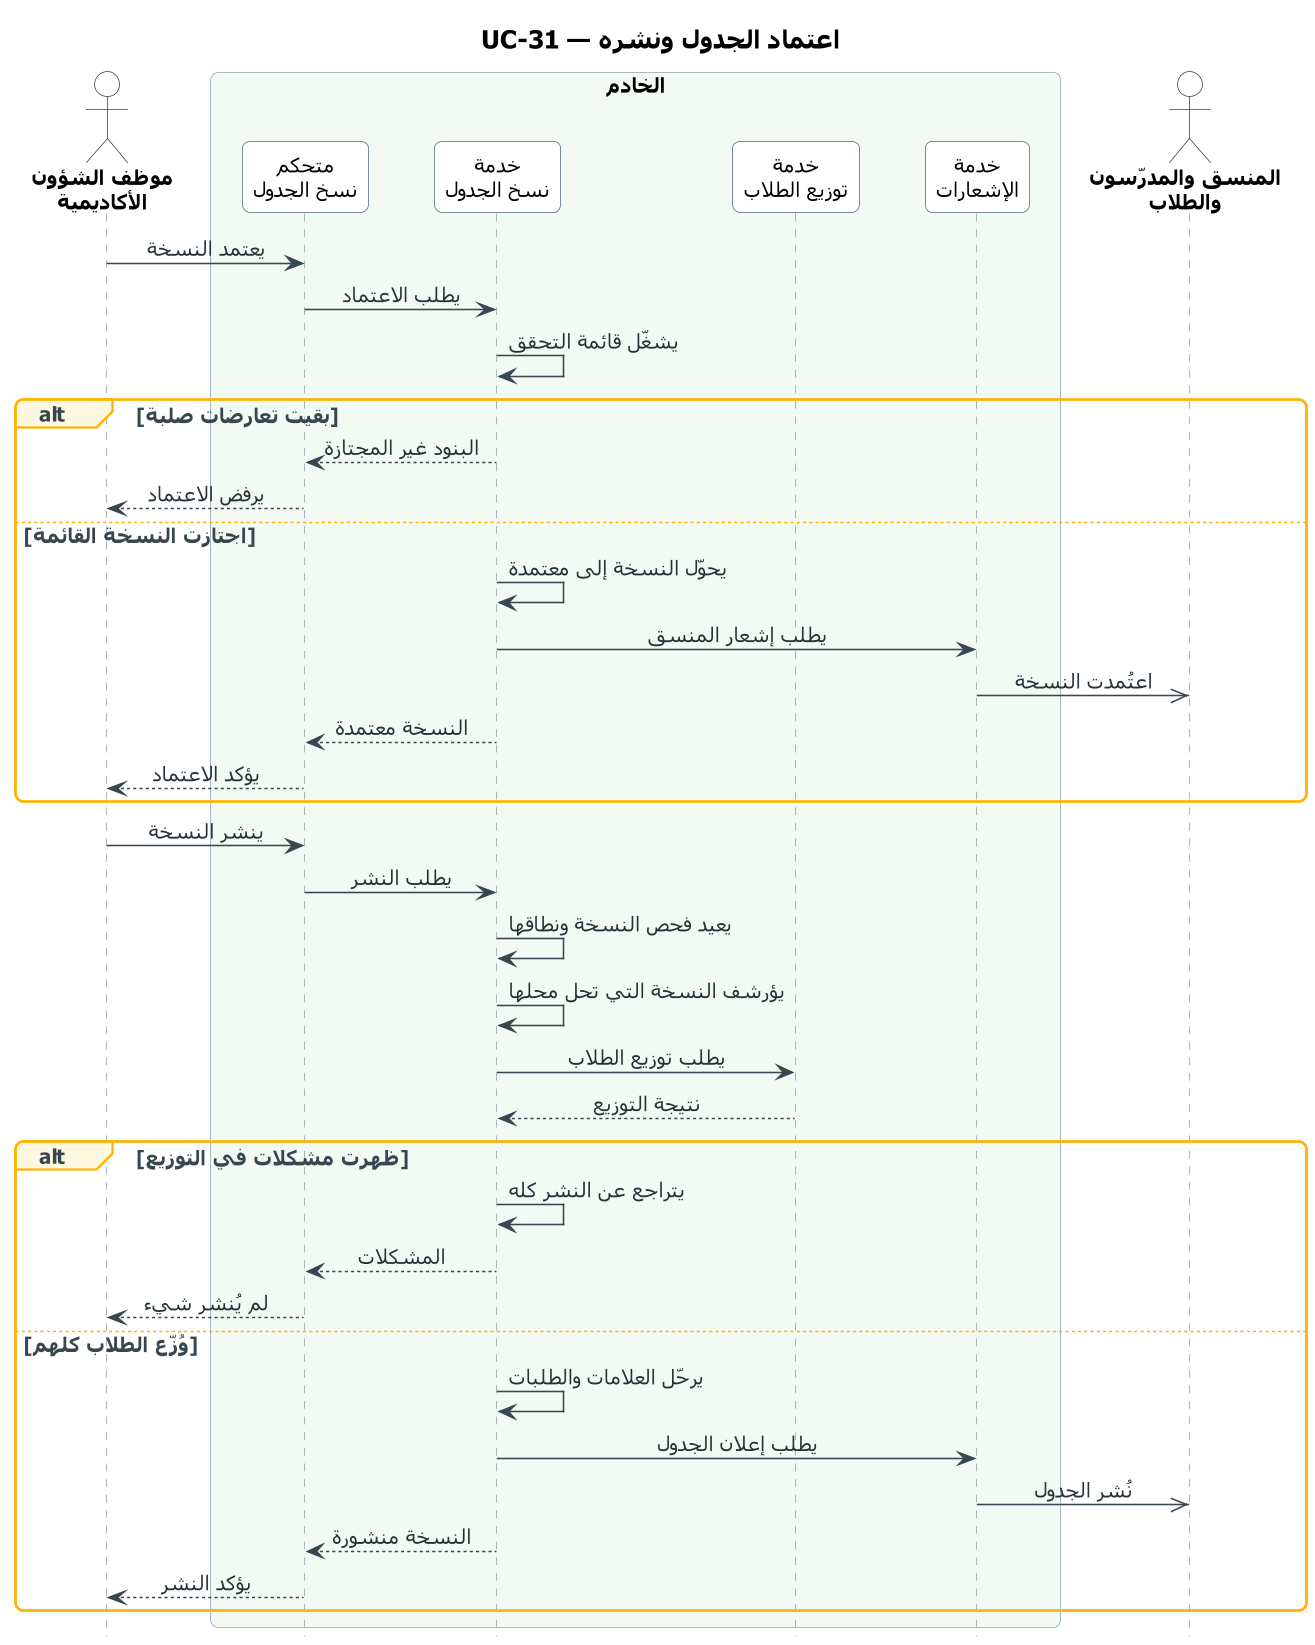 UC-31 — اعتماد الجدول ونشره
الخادم
موظف الشؤون
الأكاديمية
متحكم
نسخ الجدول
خدمة
نسخ الجدول
خدمة
توزيع الطلاب
خدمة
الإشعارات
المنسق والمدرّسون
والطلاب
يعتمد النسخة
يطلب الاعتماد
يشغّل قائمة التحقق
alt [بقيت تعارضات صلبة]
البنود غير المجتازة
يرفض الاعتماد
[اجتازت النسخة القائمة]
يحوّل النسخة إلى معتمدة
يطلب إشعار المنسق
اعتُمدت النسخة
النسخة معتمدة
يؤكد الاعتماد
ينشر النسخة
يطلب النشر
يعيد فحص النسخة ونطاقها
يؤرشف النسخة التي تحل محلها
يطلب توزيع الطلاب
نتيجة التوزيع
alt [ظهرت مشكلات في التوزيع]
يتراجع عن النشر كله
المشكلات
لم يُنشر شيء
[وُزّع الطلاب كلهم]
يرحّل العلامات والطلبات
يطلب إعلان الجدول
نُشر الجدول
النسخة منشورة
يؤكد النشر